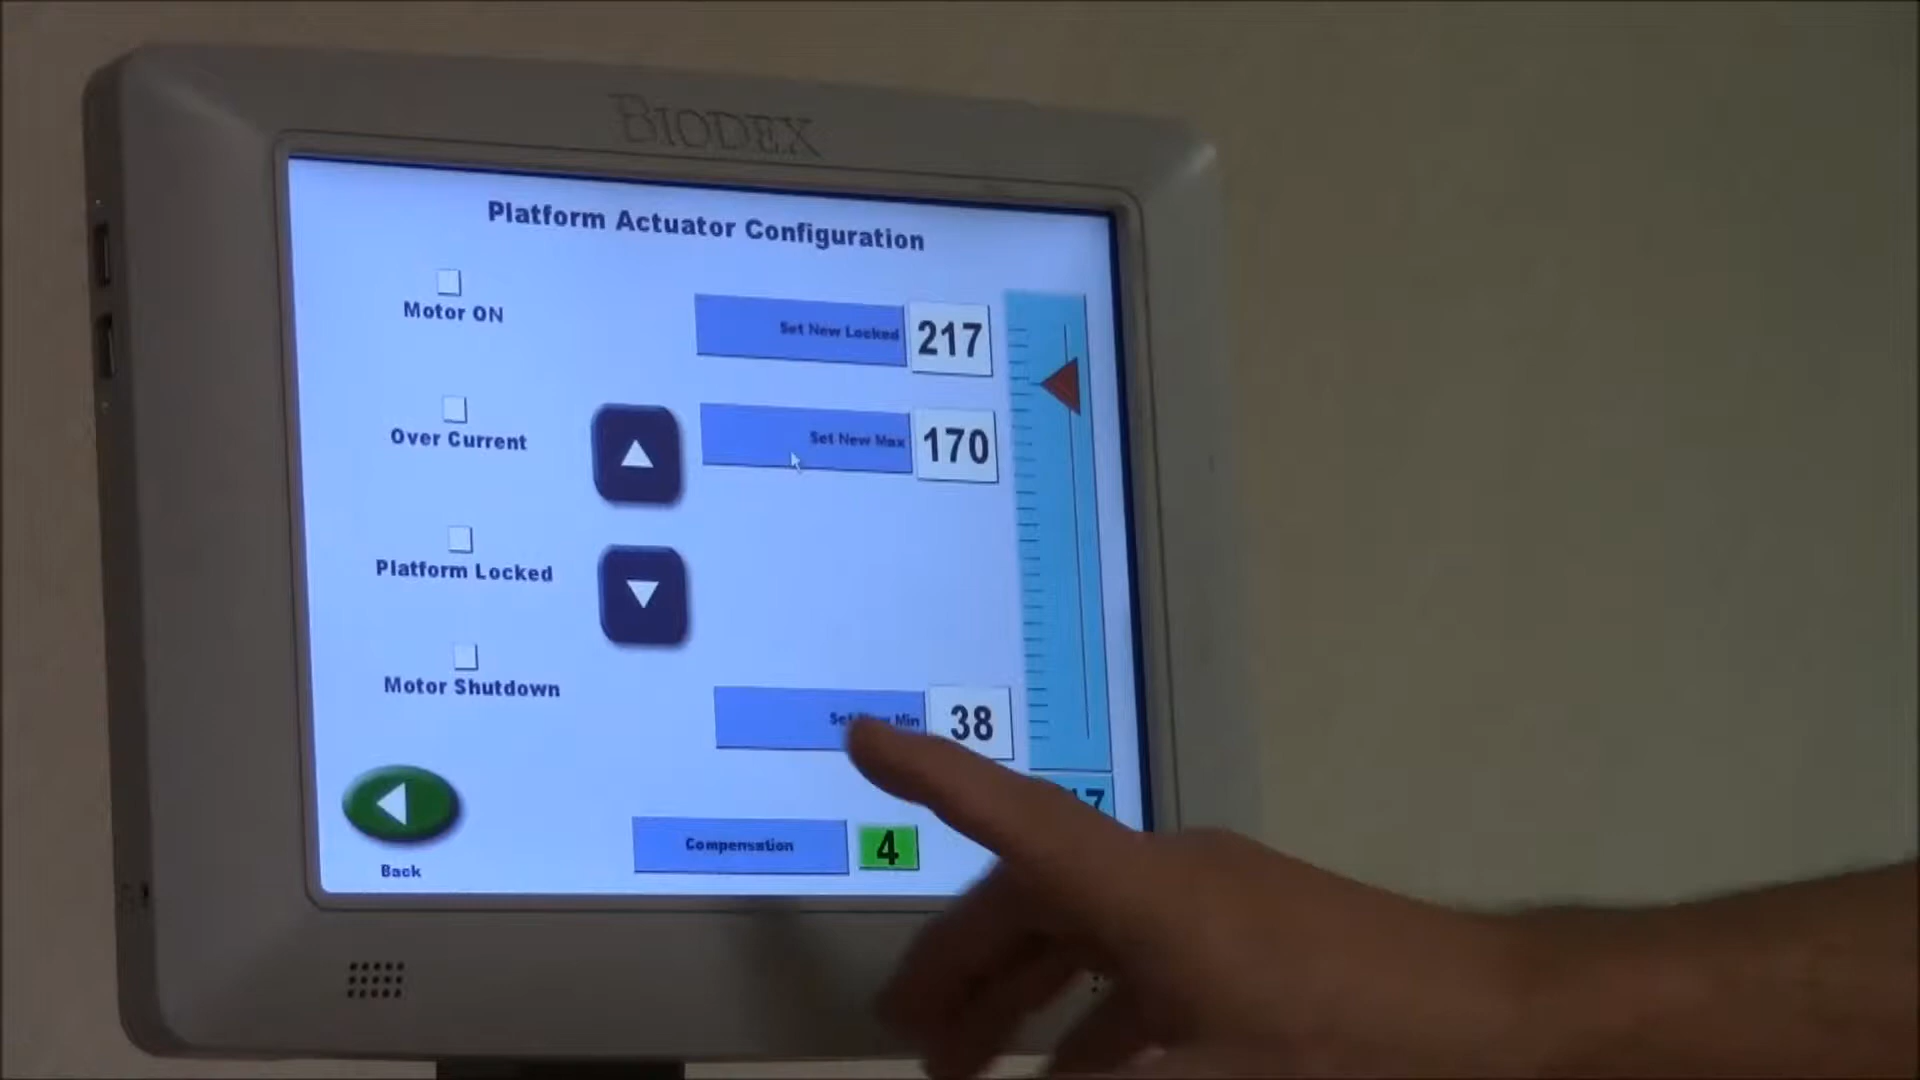 BIODEX
Platform Actuator Configuration
Motor ON
Set New Locked 217
Over Current
Set New Max 170
Platform Locked
Motor Shutdown
Set New Min 38
Compensation 4
Back